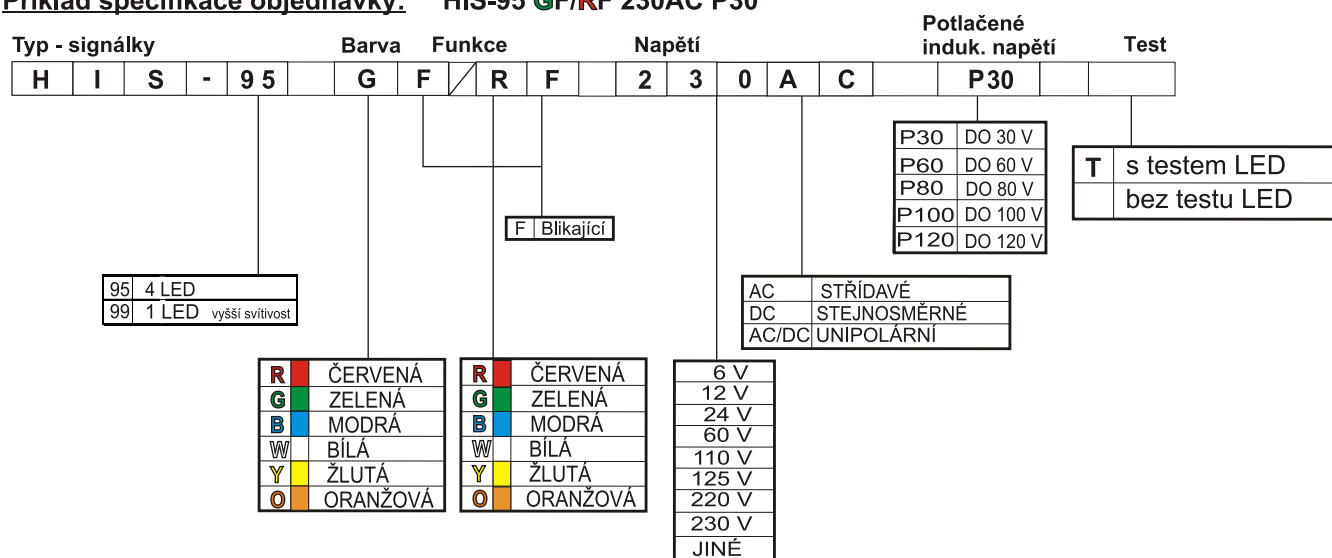 Příklad specifikace objednávky: HIS-95 GF/RF 230AC P30
Potlačené
Typ - signálky Barva Funkce Napětí induk. napětí Test
H I S - 95 G F / R F 2 3 0 A C P30
P30 DO 30 V
P60 DO 60 V
P80 DO 80 V
P100 DO 100 V
P120 DO 120 V
T s testem LED
bez testu LED
F Blikající
95 4 LED
99 1 LED vyšší svítivost
AC STŘÍDAVÉ
DC STEJNOSMĚRNÉ
AC/DC UNIPOLÁRNÍ
R ČERVENÁ
G ZELENÁ
B MODRÁ
W BÍLÁ
Y ŽLUTÁ
O ORANŽOVÁ
R ČERVENÁ
G ZELENÁ
B MODRÁ
W BÍLÁ
Y ŽLUTÁ
O ORANŽOVÁ
6 V
12 V
24 V
60 V
110 V
125 V
220 V
230 V
JINÉ